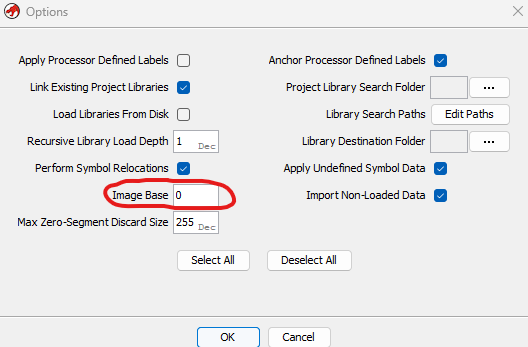 Options
Apply Processor Defined Labels
Anchor Processor Defined Labels
Link Existing Project Libraries
Project Library Search Folder ...
Load Libraries From Disk
Library Search Paths Edit Paths
Recursive Library Load Depth 1 Dec
Library Destination Folder ...
Perform Symbol Relocations
Apply Undefined Symbol Data
Image Base 0
Import Non-Loaded Data
Max Zero-Segment Discard Size 255 Dec
Select All Deselect All
OK Cancel